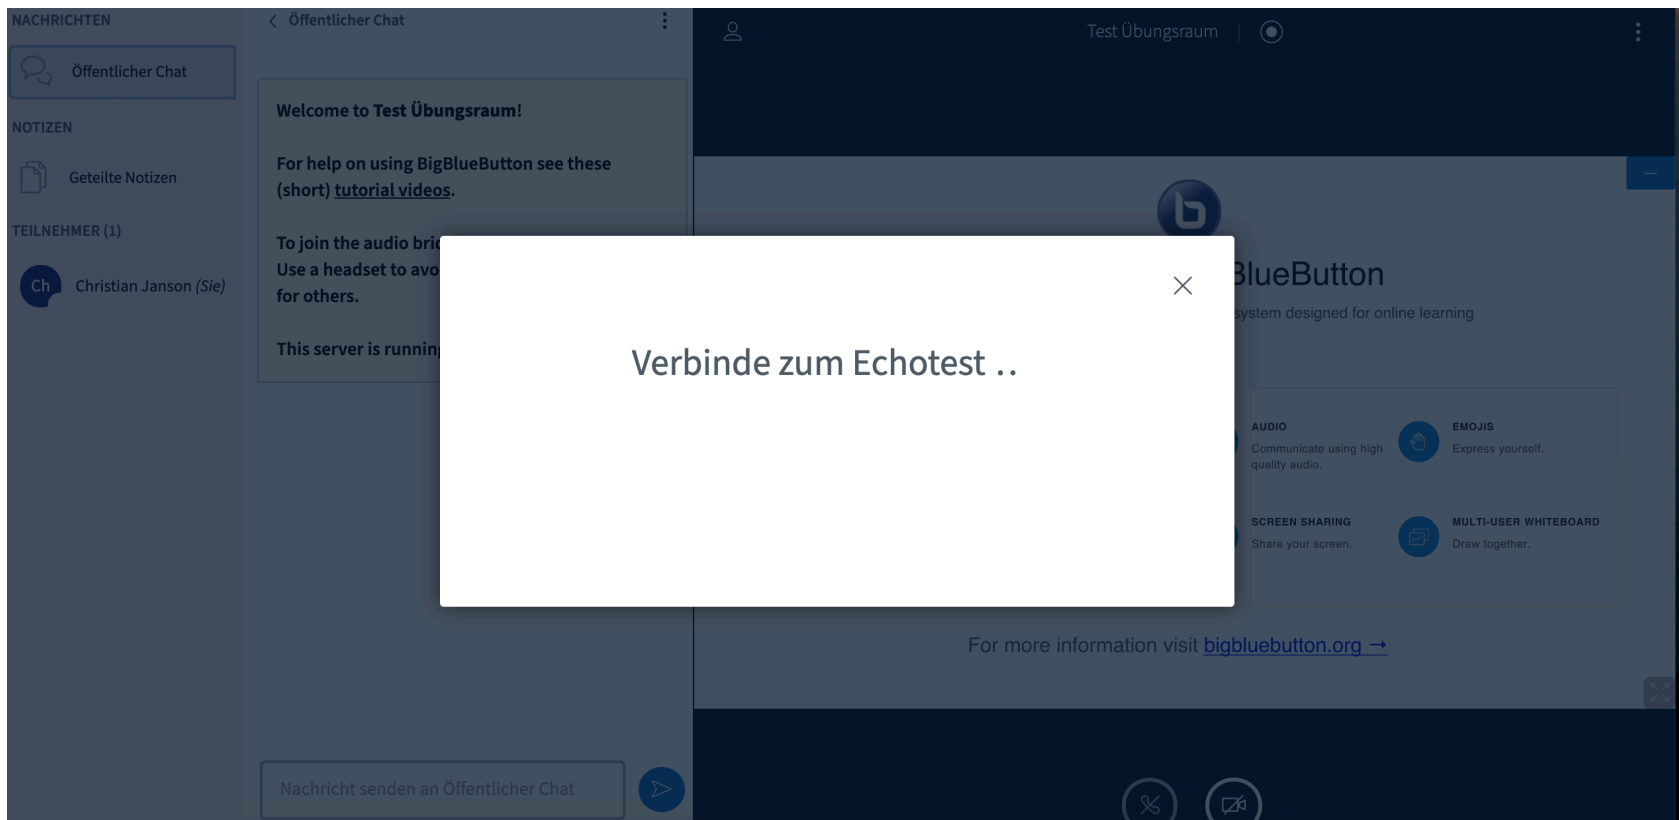 NACHRICHTEN
Öffentlicher Chat
NOTIZEN
Geteilte Notizen
TEILNEHMER (1)
Ch
Christian Janson (Sie)
Öffentlicher Chat
Welcome to Test Übungsraum!
For help on using BigBlueButton see these
(short) tutorial videos.
To join the audio
Use a headset to
for others.
This server is
Nachricht senden an Öffentlicher Chat
Test Übungsraum
b
BlueButton
system designed for online learning
AUDIO
Communicate using high
quality audio.
EMOJIS
Express yourself.
SCREEN SHARING
Share your screen.
MULTI-USER WHITEBOARD
Draw together.
For more information visit bigbluebutton.org →
Verbinde zum Echotest ..